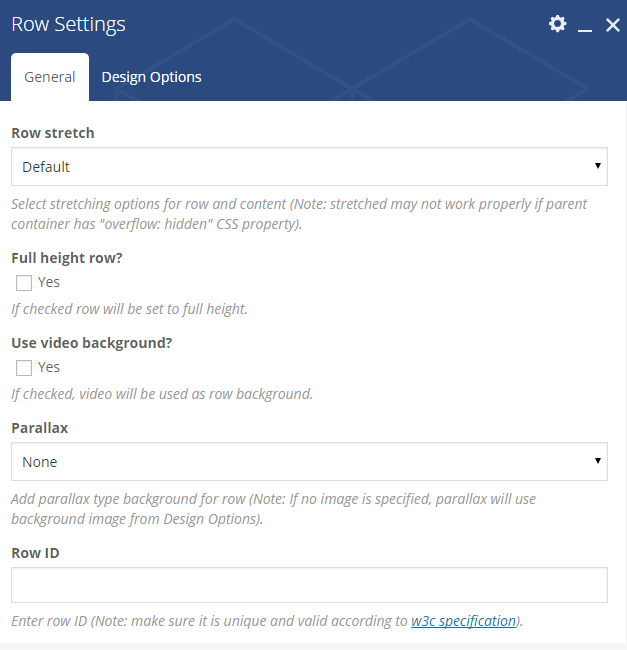 Row Settings
General Design Options
Row stretch
Default
Select stretching options for row and content (Note: stretched may not work properly if parent
container has "overflow: hidden" CSS property).
Full height row?
Yes
If checked row will be set to full height.
Use video background?
Yes
If checked, video will be used as row background.
Parallax
None
Add parallax type background for row (Note: If no image is specified, parallax will use
background image from Design Options).
Row ID
Enter row ID (Note: make sure it is unique and valid according to w3c specification).